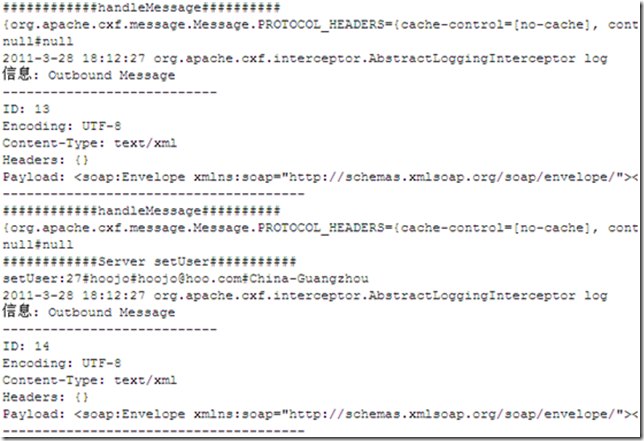 ############handleMessage##########
{org.apache.cxf.message.Message.PROTOCOL_HEADERS={cache-control=[no-cache], cont
null#null
2011-3-28 18:12:27 org.apache.cxf.interceptor.AbstractLoggingInterceptor log
信息: Outbound Message
---------------------------
ID: 13
Encoding: UTF-8
Content-Type: text/xml
Headers: {}
Payload: <soap:Envelope xmlns:soap="http://schemas.xmlsoap.org/soap/envelope/"><
--------------------------------------
############handleMessage##########
{org.apache.cxf.message.Message.PROTOCOL_HEADERS={cache-control=[no-cache], cont
null#null
############Server setUser###########
setUser:27#hoojo#hoojo@hoo.com#China-Guangzhou
2011-3-28 18:12:27 org.apache.cxf.interceptor.AbstractLoggingInterceptor log
信息: Outbound Message
---------------------------
ID: 14
Encoding: UTF-8
Content-Type: text/xml
Headers: {}
Payload: <soap:Envelope xmlns:soap="http://schemas.xmlsoap.org/soap/envelope/"><
--------------------------------------